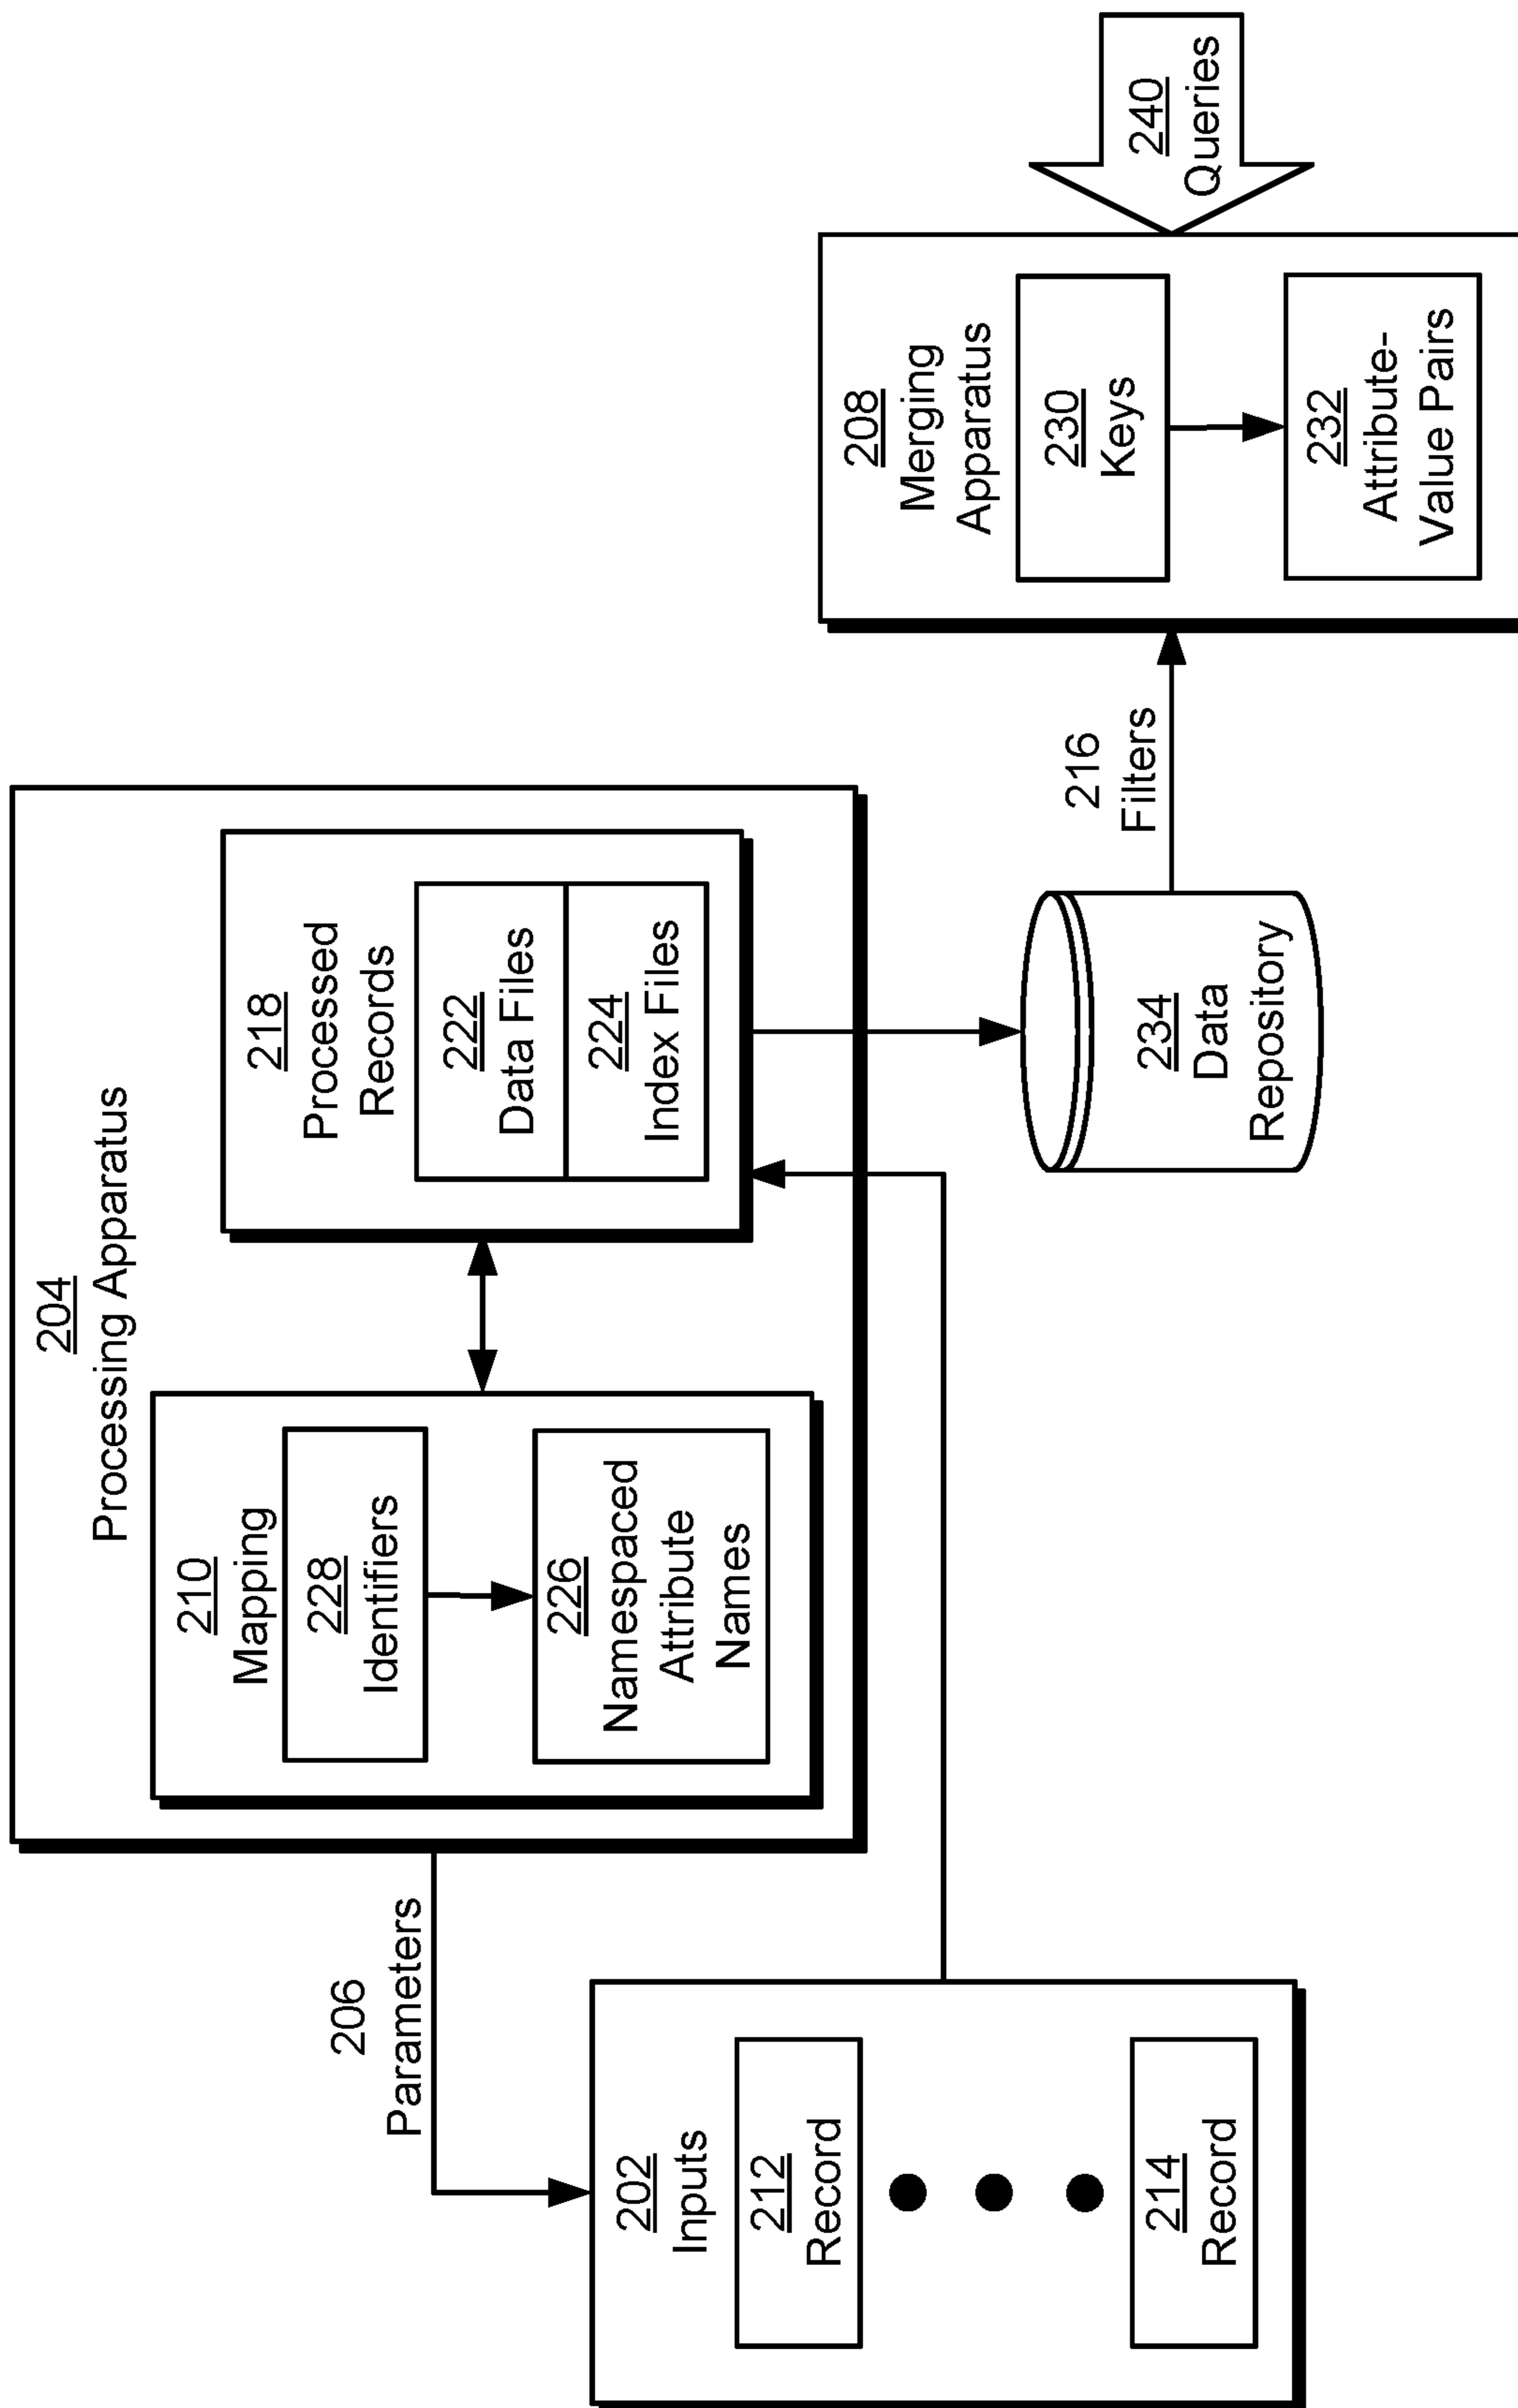 204
Processing Apparatus
210
Mapping
228
Identifiers
226
Namespaced
Attribute
Names
218
Processed
Records
222
Data Files
224
Index Files
206
Parameters
202
Inputs
212
Record
214
Record
234
Data
Repository
216
Filters
208
Merging
Apparatus
230
Keys
232
Attribute-
Value Pairs
240
Queries